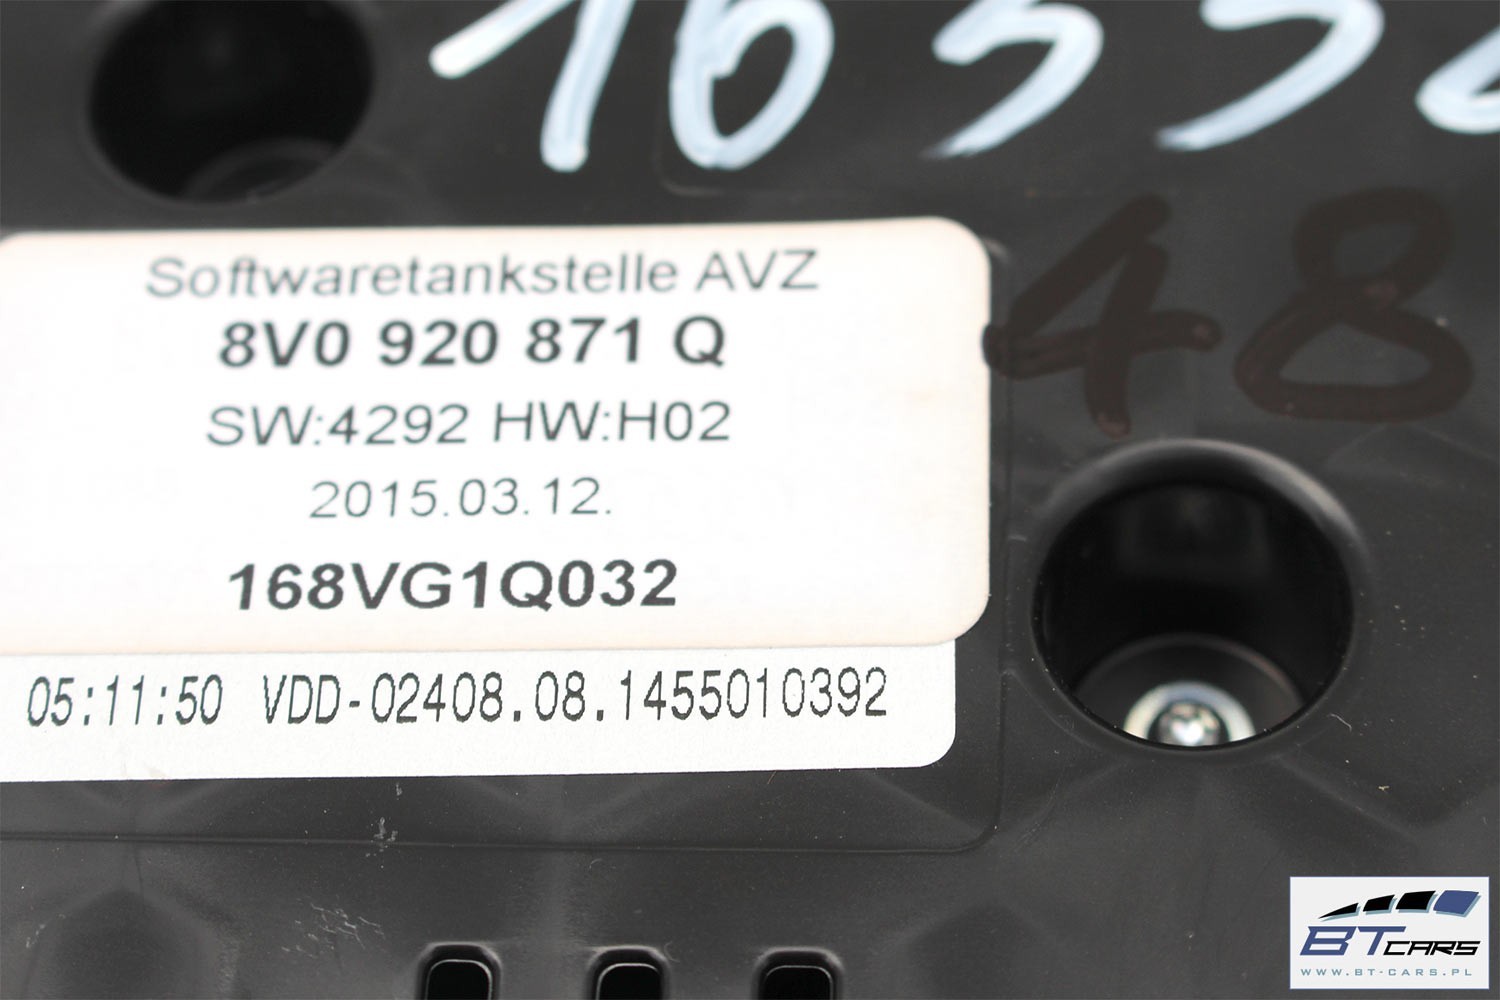 1655
48
Softwaretankstelle AVZ
8V0 920 871 Q
SW:4292 HW:H02
2015.03.12.
168VG1Q032
05:11:50 VDD-02408.08.1455010392
BT CARS
WWW.BT-CARS.PL